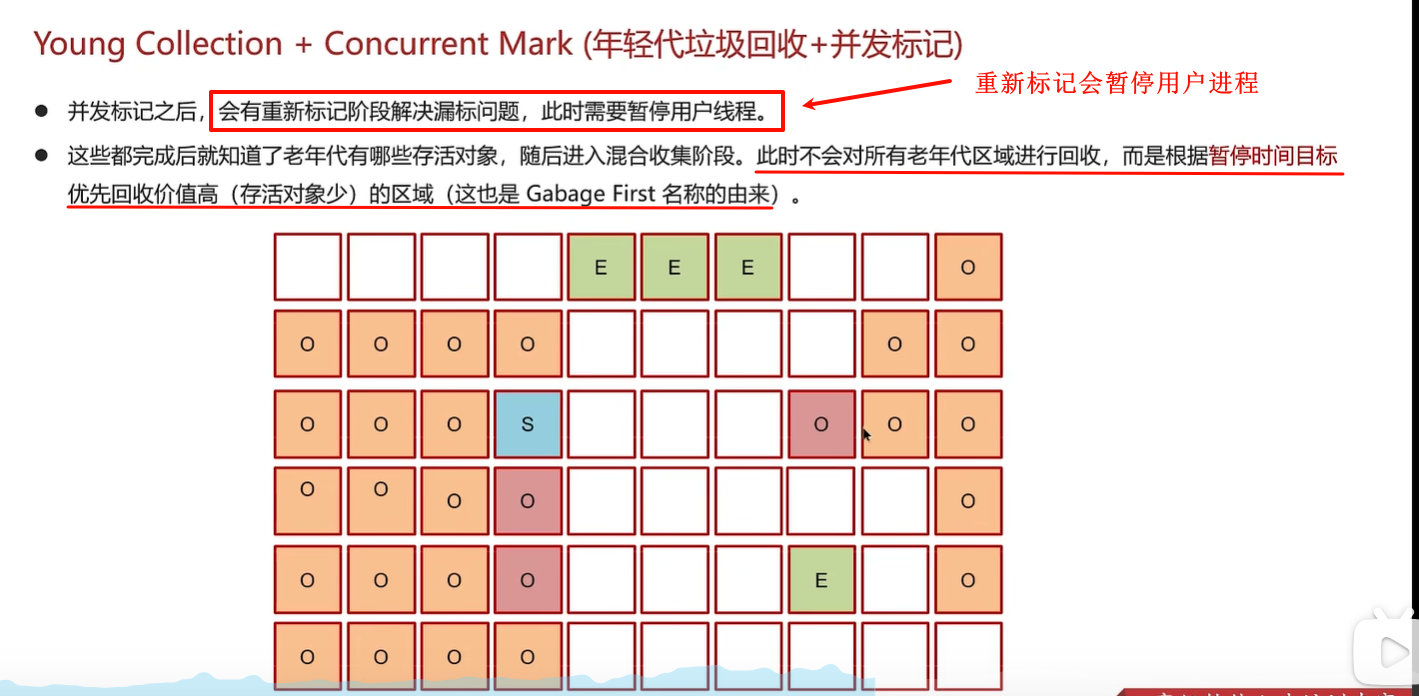 Young Collection + Concurrent Mark (年轻代垃圾回收+并发标记)
重新标记会暂停用户进程
● 并发标记之后，会有重新标记阶段解决漏标问题，此时需要暂停用户线程。
● 这些都完成后就知道了老年代有哪些存活对象，随后进入混合收集阶段。此时不会对所有老年代区域进行回收，而是根据暂停时间目标
优先回收价值高（存活对象少）的区域（这也是 Gabage First 名称的由来）。
E E E O
O O O O O O
O O O S O O O
O O O O O
O O O O E O
O O O O